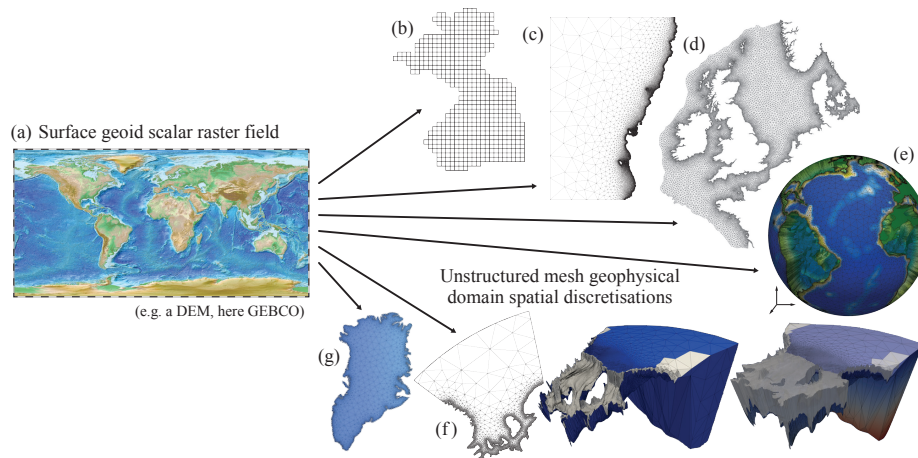 (b)
(c)
(d)
(a) Surface geoid scalar raster field
(e)
Unstructured mesh geophysical
domain spatial discretisations
(e.g. a DEM, here GEBCO)
(g)
(f)